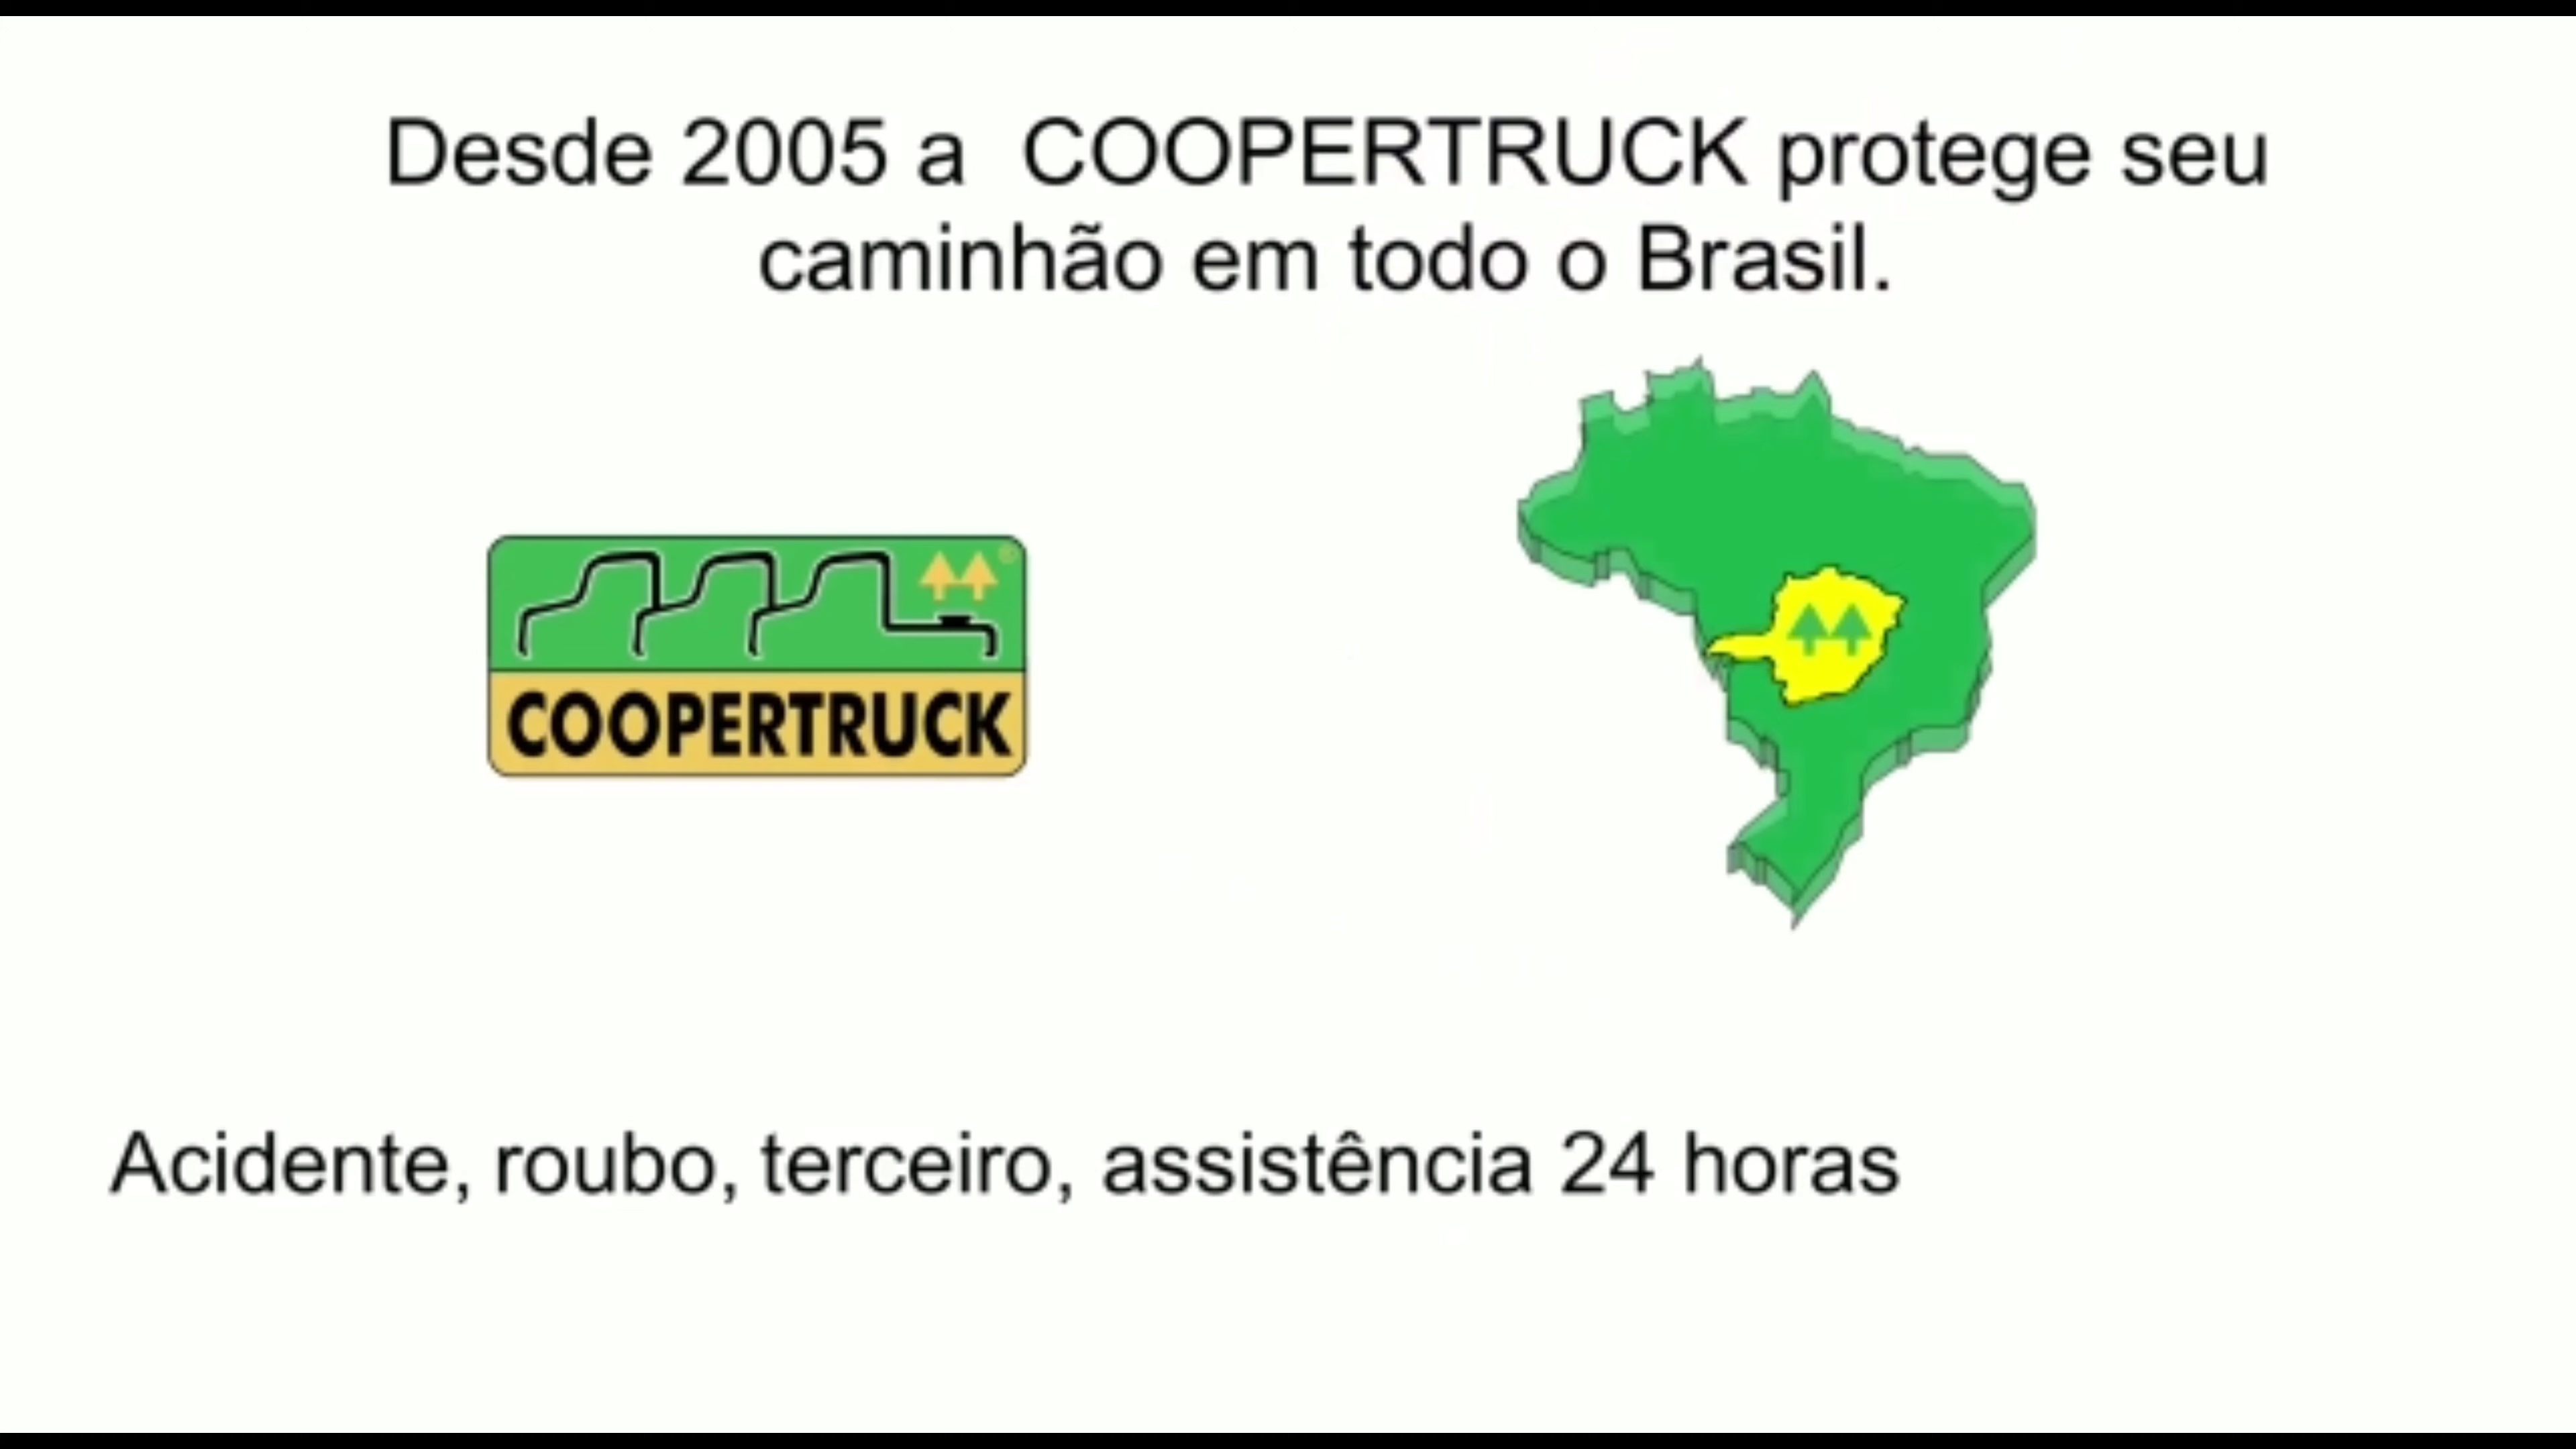 Desde 2005 a  COOPERTRUCK protege seu
caminhão em todo o Brasil.
®
COOPERTRUCK
Acidente, roubo, terceiro, assistência 24 horas